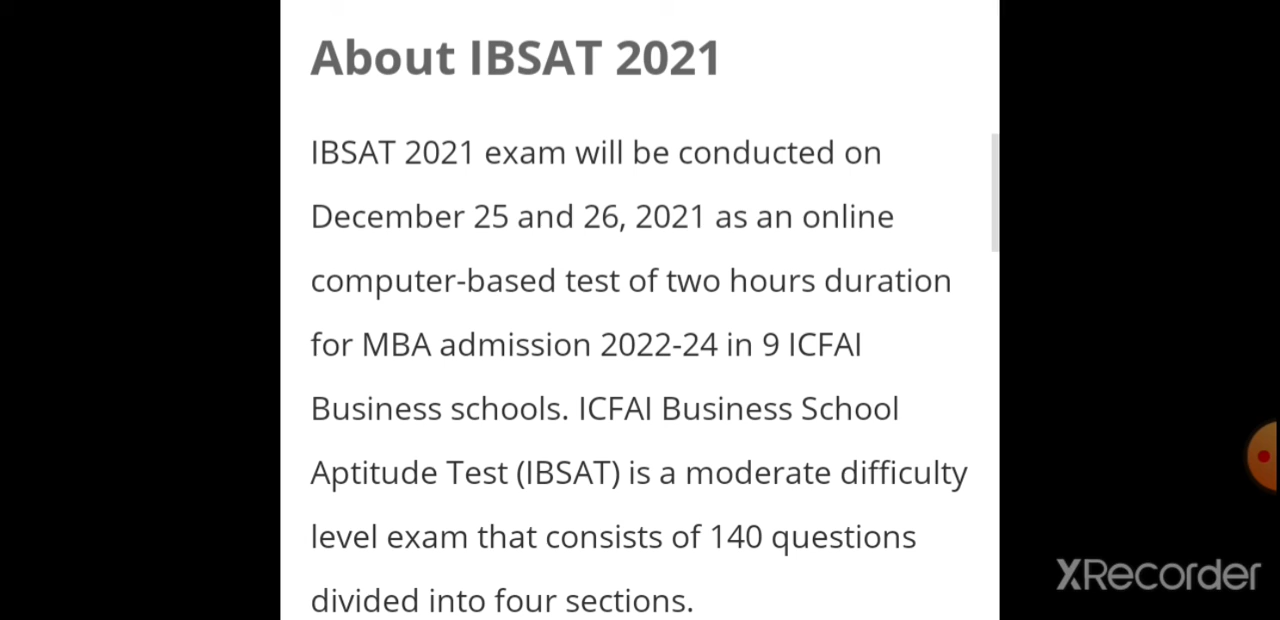 About IBSAT 2021
IBSAT 2021 exam will be conducted on
December 25 and 26, 2021 as an online
computer-based test of two hours duration
for MBA admission 2022-24 in 9 ICFAI
Business schools. ICFAI Business School
Aptitude Test (IBSAT) is a moderate difficulty
level exam that consists of 140 questions
divided into four sections.
XRecorder